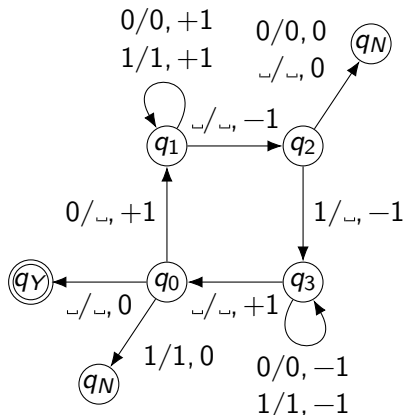 0/0, +1
1/1, +1
0/0, 0
␣/␣, 0
q_N
q_1
␣/␣, −1
q_2
0/␣, +1
1/␣, −1
q_Y
␣/␣, 0
q_0
␣/␣, +1
q_3
q_N
1/1, 0
0/0, −1
1/1, −1